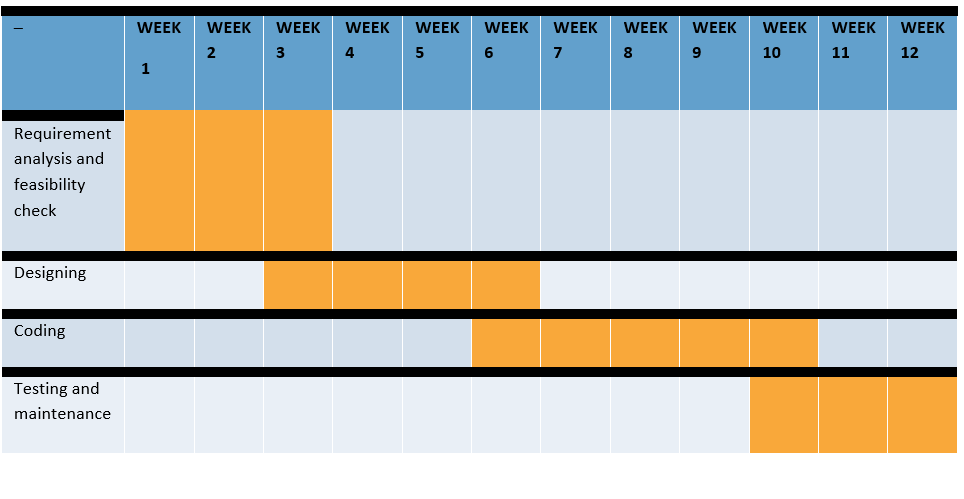 –
WEEK
1
WEEK
2
WEEK
3
WEEK
4
WEEK
5
WEEK
6
WEEK
7
WEEK
8
WEEK
9
WEEK
10
WEEK
11
WEEK
12
Requirement
analysis and
feasibility
check
Designing
Coding
Testing and
maintenance